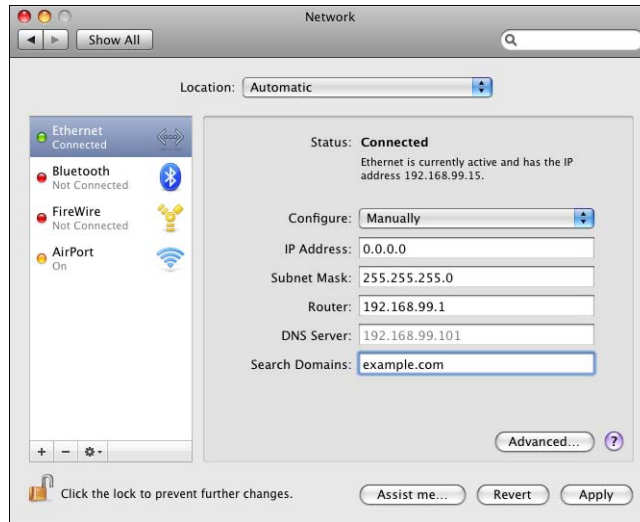 Network
Show All
Location: Automatic
Ethernet
Connected
Bluetooth
Not Connected
FireWire
Not Connected
AirPort
On
Status: Connected
Ethernet is currently active and has the IP
address 192.168.99.15.
Configure: Manually
IP Address: 0.0.0.0
Subnet Mask: 255.255.255.0
Router: 192.168.99.1
DNS Server: 192.168.99.101
Search Domains: example.com
Advanced... ?
+ −
Click the lock to prevent further changes.
Assist me... Revert Apply